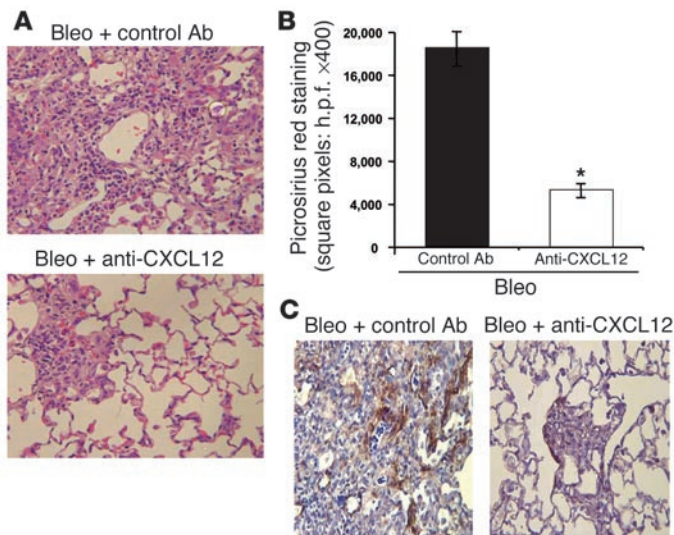 A
Bleo + control Ab
Bleo + anti-CXCL12
B
Picrosirius red staining
(square pixels: h.p.f. ×400)
20,000
16,000
12,000
8,000
4,000
0
*
Control Ab
Anti-CXCL12
Bleo
C
Bleo + control Ab
Bleo + anti-CXCL12